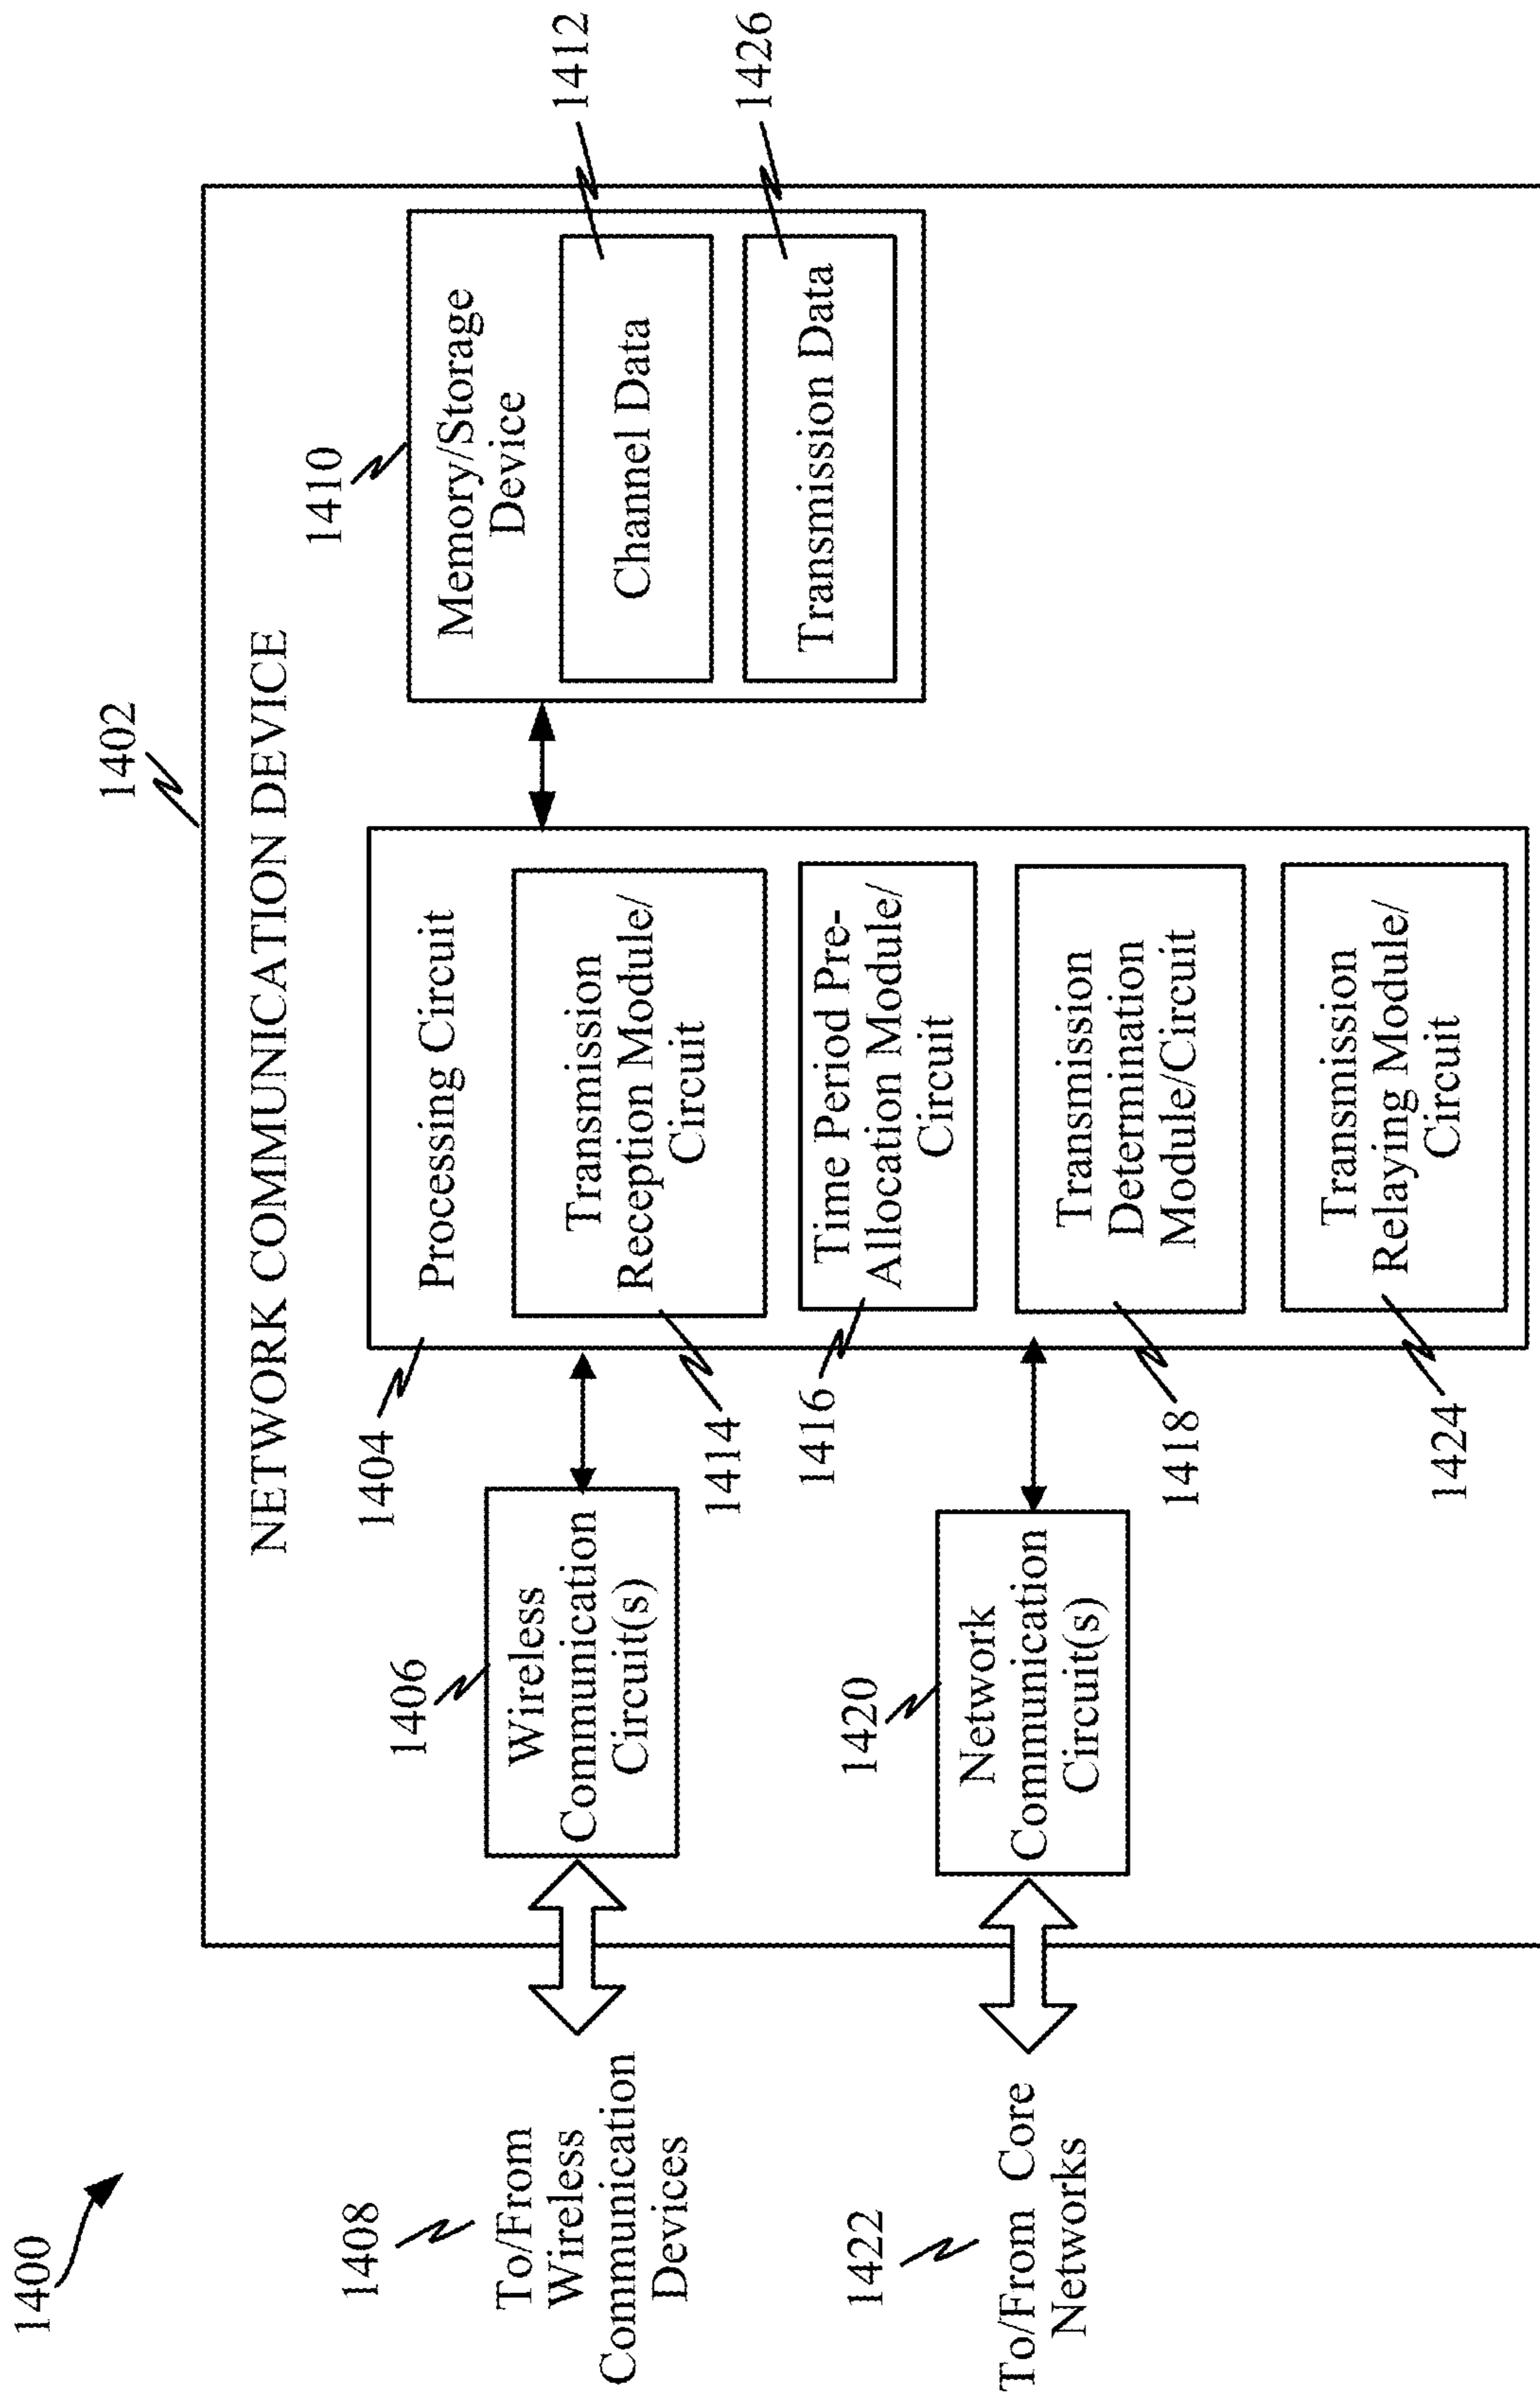 1400
1402
NETWORK COMMUNICATION DEVICE
1408
To/From
Wireless
Communication
Devices
1406
Wireless
Communication
Circuit(s)
1422
To/From Core
Networks
1420
Network
Communication
Circuit(s)
1404
Processing Circuit
1414
Transmission
Reception Module/
Circuit
1416
Time Period Pre-
Allocation Module/
Circuit
1418
Transmission
Determination
Module/Circuit
1424
Transmission
Relaying Module/
Circuit
1410
Memory/Storage
Device
Channel Data
1412
Transmission Data
1426